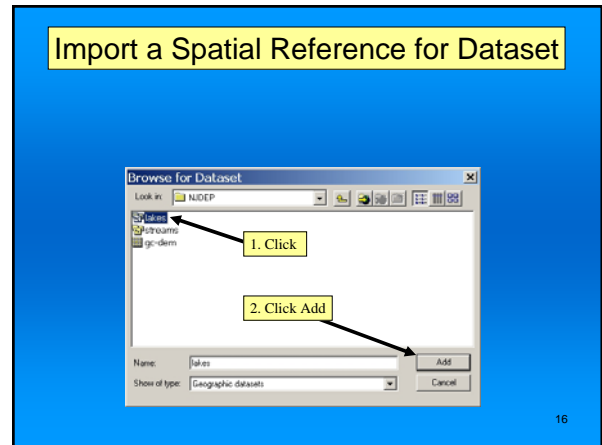 Import a Spatial Reference for Dataset
Browse for Dataset
Look in: NJDEP
lakes
streams
gc-dem
1. Click
2. Click Add
Name: lakes Add
Show of type: Geographic datasets Cancel
16